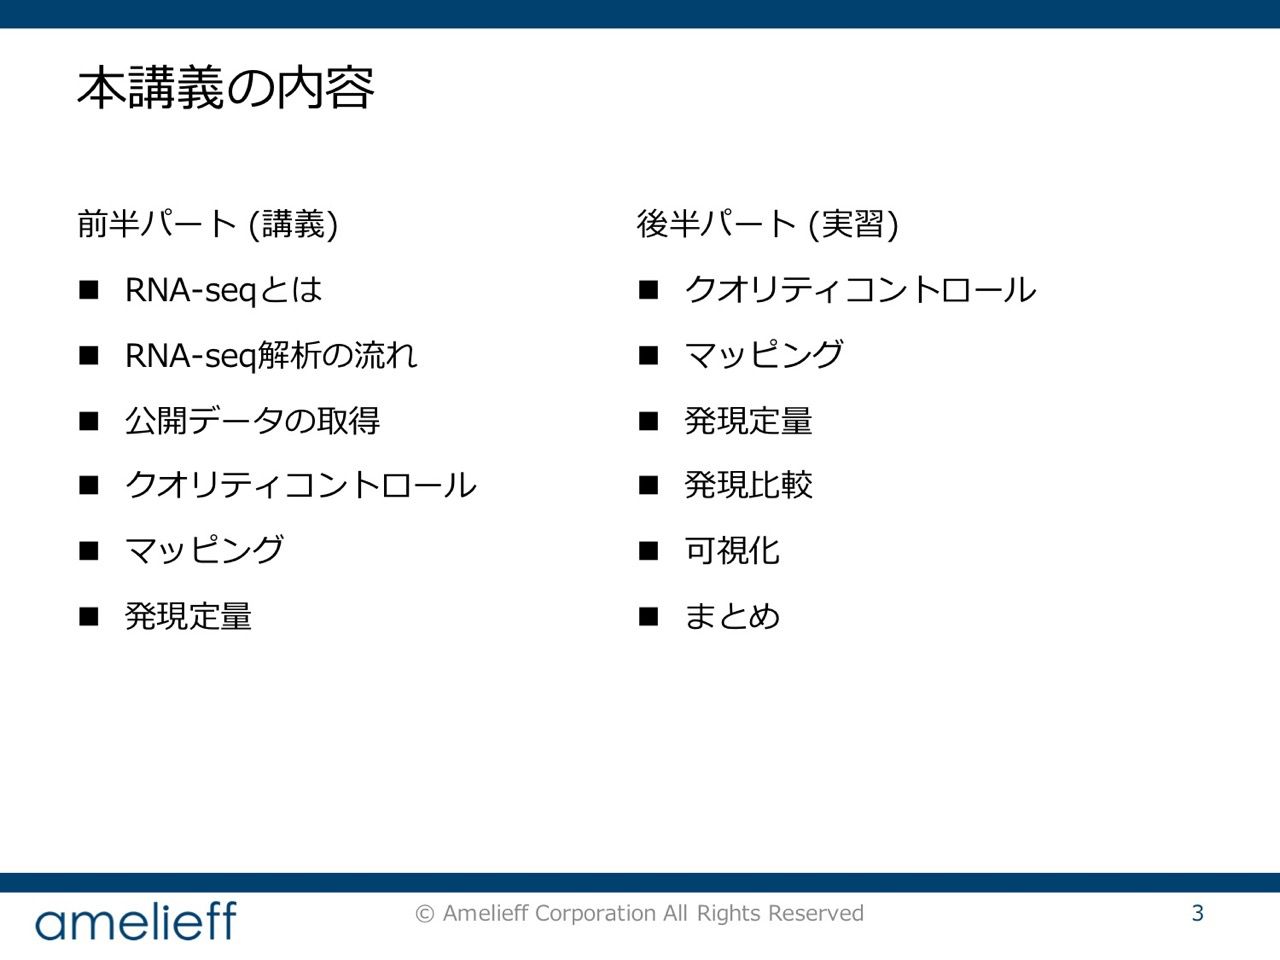 本講義の内容
前半パート (講義)
■ RNA-seqとは
■ RNA-seq解析の流れ
■ 公開データの取得
■ クオリティコントロール
■ マッピング
■ 発現定量
後半パート (実習)
■ クオリティコントロール
■ マッピング
■ 発現定量
■ 発現比較
■ 可視化
■ まとめ
amelieff
© Amelieff Corporation All Rights Reserved
3